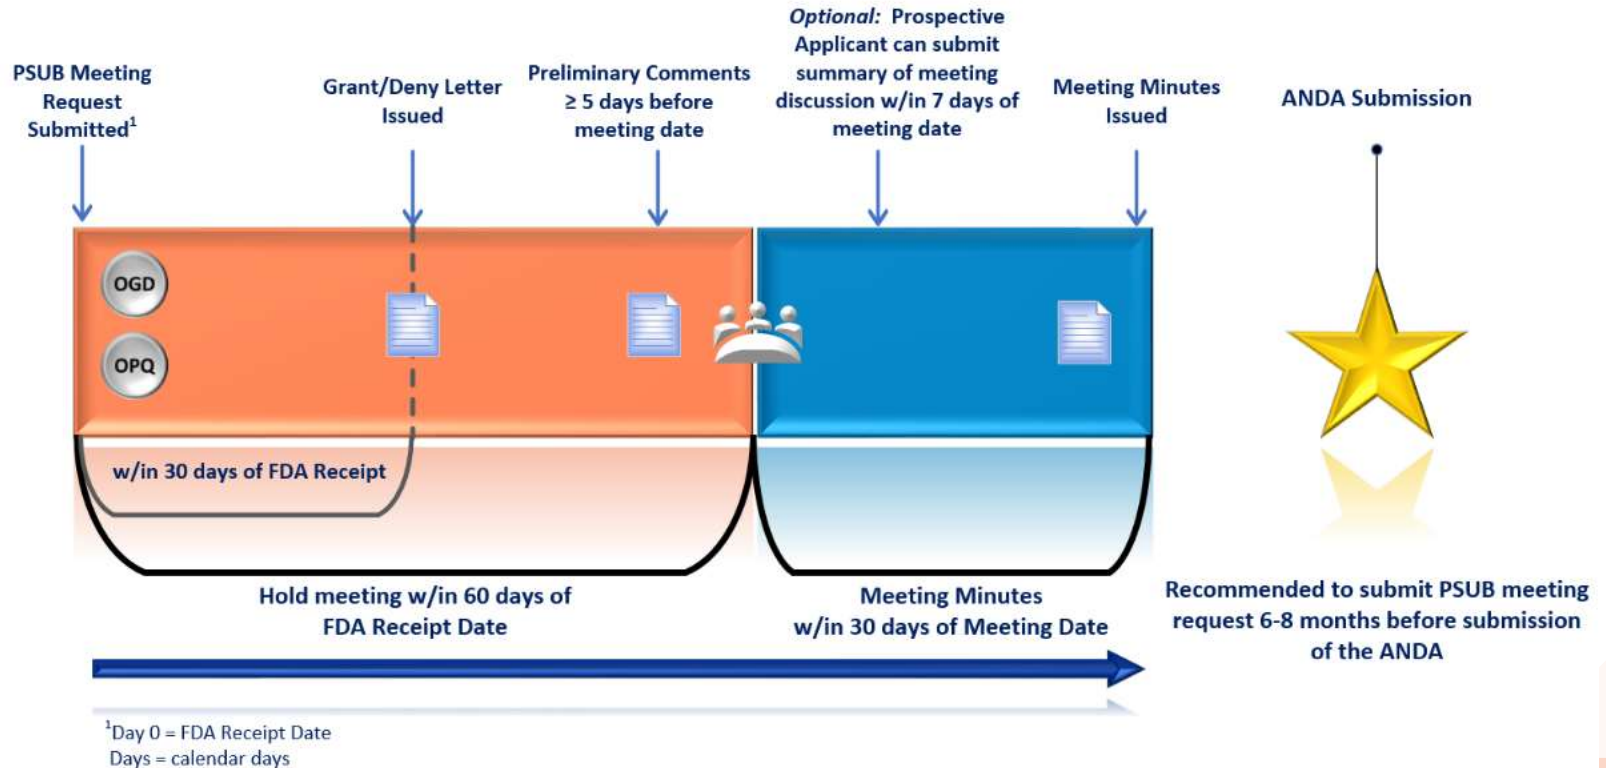 PSUB Meeting
Request
Submitted¹
Grant/Deny Letter
Issued
Preliminary Comments
≥ 5 days before
meeting date
Optional: Prospective
Applicant can submit
summary of meeting
discussion w/in 7 days of
meeting date
Meeting Minutes
Issued
ANDA Submission
OGD
OPQ
w/in 30 days of FDA Receipt
Hold meeting w/in 60 days of
FDA Receipt Date
Meeting Minutes
w/in 30 days of Meeting Date
Recommended to submit PSUB meeting
request 6-8 months before submission
of the ANDA
¹Day 0 = FDA Receipt Date
Days = calendar days